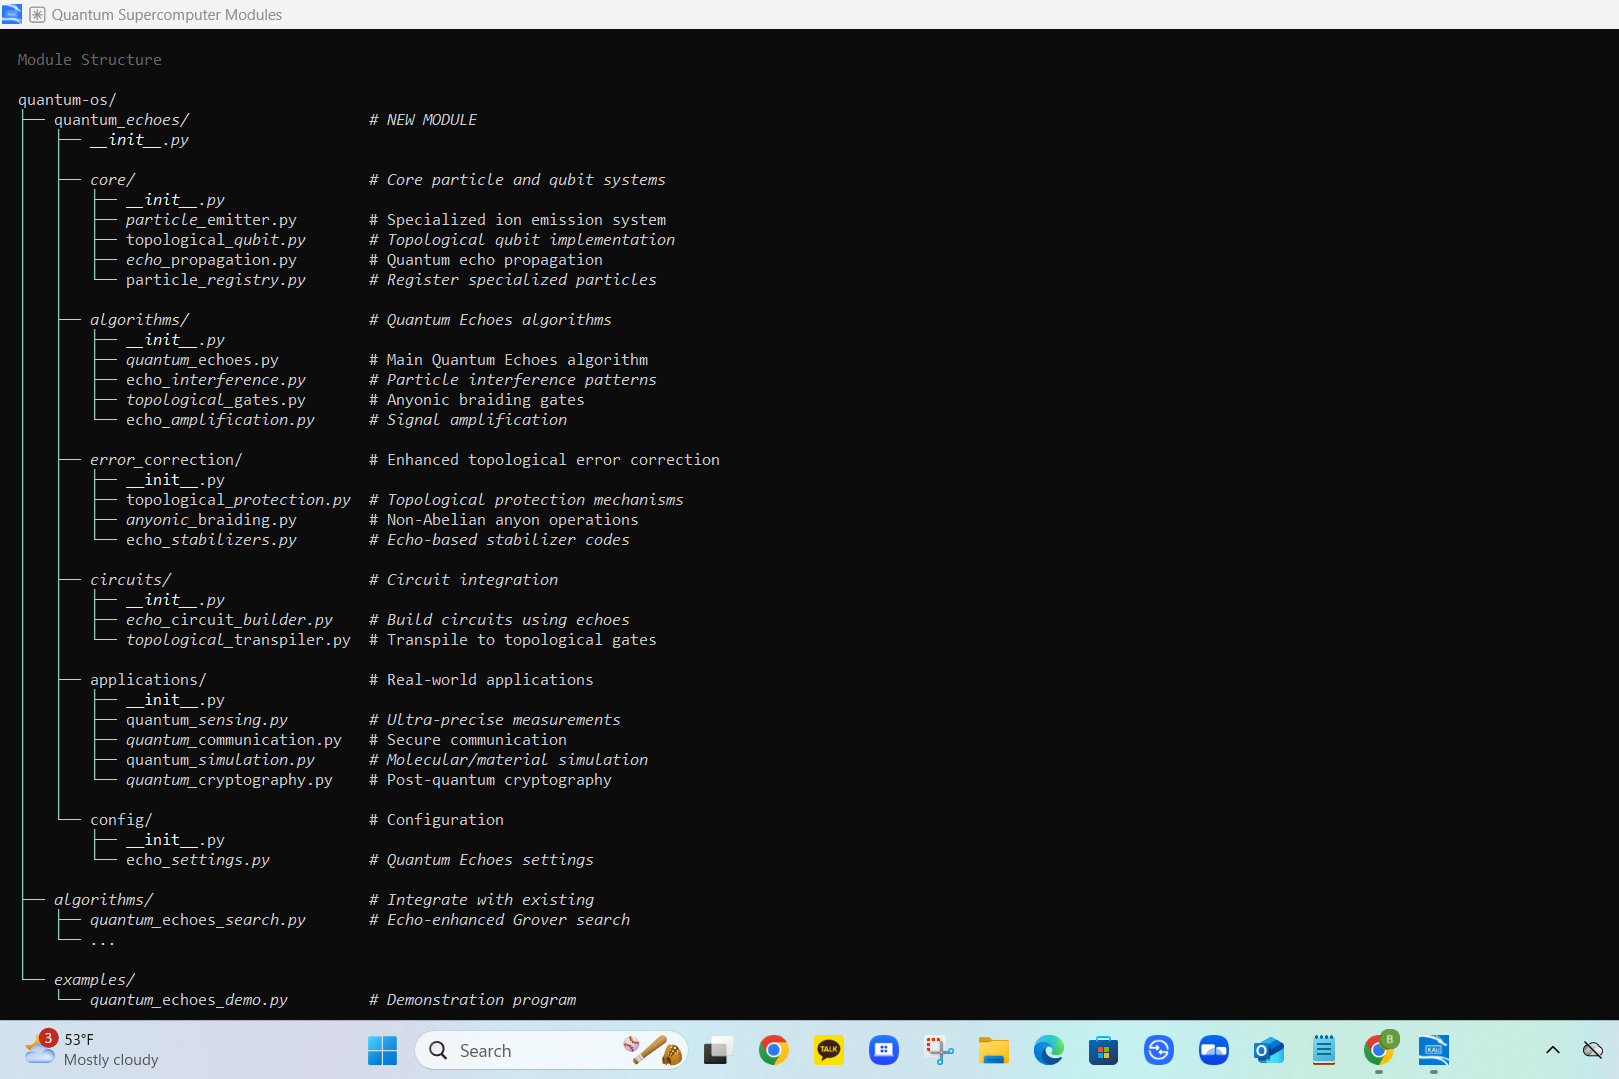 Quantum Supercomputer Modules
Module Structure
quantum-os/
├── quantum_echoes/ # NEW MODULE
│   ├── __init__.py
│   ├── core/ # Core particle and qubit systems
│   │   ├── __init__.py
│   │   ├── particle_emitter.py # Specialized ion emission system
│   │   ├── topological_qubit.py # Topological qubit implementation
│   │   ├── echo_propagation.py # Quantum echo propagation
│   │   └── particle_registry.py # Register specialized particles
│   ├── algorithms/ # Quantum Echoes algorithms
│   │   ├── __init__.py
│   │   ├── quantum_echoes.py # Main Quantum Echoes algorithm
│   │   ├── echo_interference.py # Particle interference patterns
│   │   ├── topological_gates.py # Anyonic braiding gates
│   │   └── echo_amplification.py # Signal amplification
│   ├── error_correction/ # Enhanced topological error correction
│   │   ├── __init__.py
│   │   ├── topological_protection.py # Topological protection mechanisms
│   │   ├── anyonic_braiding.py # Non-Abelian anyon operations
│   │   └── echo_stabilizers.py # Echo-based stabilizer codes
│   ├── circuits/ # Circuit integration
│   │   ├── __init__.py
│   │   ├── echo_circuit_builder.py # Build circuits using echoes
│   │   └── topological_transpiler.py # Transpile to topological gates
│   ├── applications/ # Real-world applications
│   │   ├── __init__.py
│   │   ├── quantum_sensing.py # Ultra-precise measurements
│   │   ├── quantum_communication.py # Secure communication
│   │   ├── quantum_simulation.py # Molecular/material simulation
│   │   └── quantum_cryptography.py # Post-quantum cryptography
│   └── config/ # Configuration
│       ├── __init__.py
│       └── echo_settings.py # Quantum Echoes settings
├── algorithms/ # Integrate with existing
│   ├── quantum_echoes_search.py # Echo-enhanced Grover search
│   └── ...
└── examples/
    └── quantum_echoes_demo.py # Demonstration program
3
53°F
Mostly cloudy
Search
TALK
B
KALI